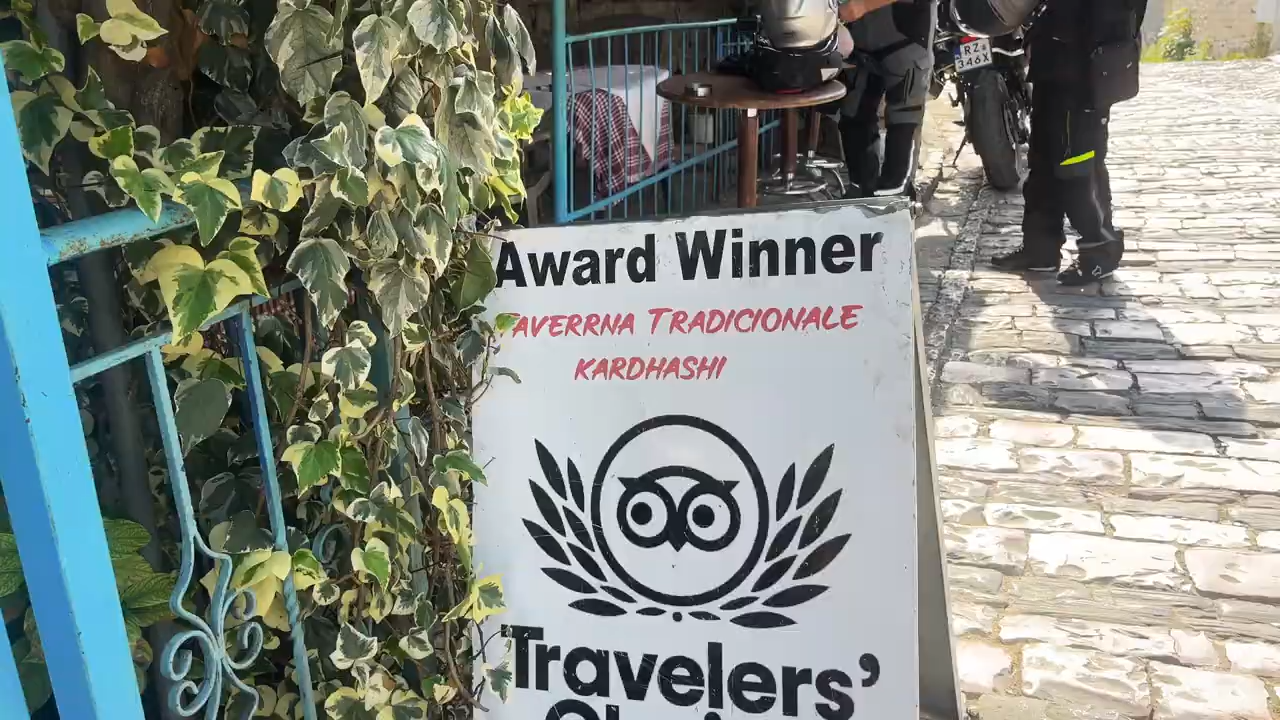 RZ
346X
Award Winner
TAVERRNA TRADICIONALE
KARDHASHI
Travelers'